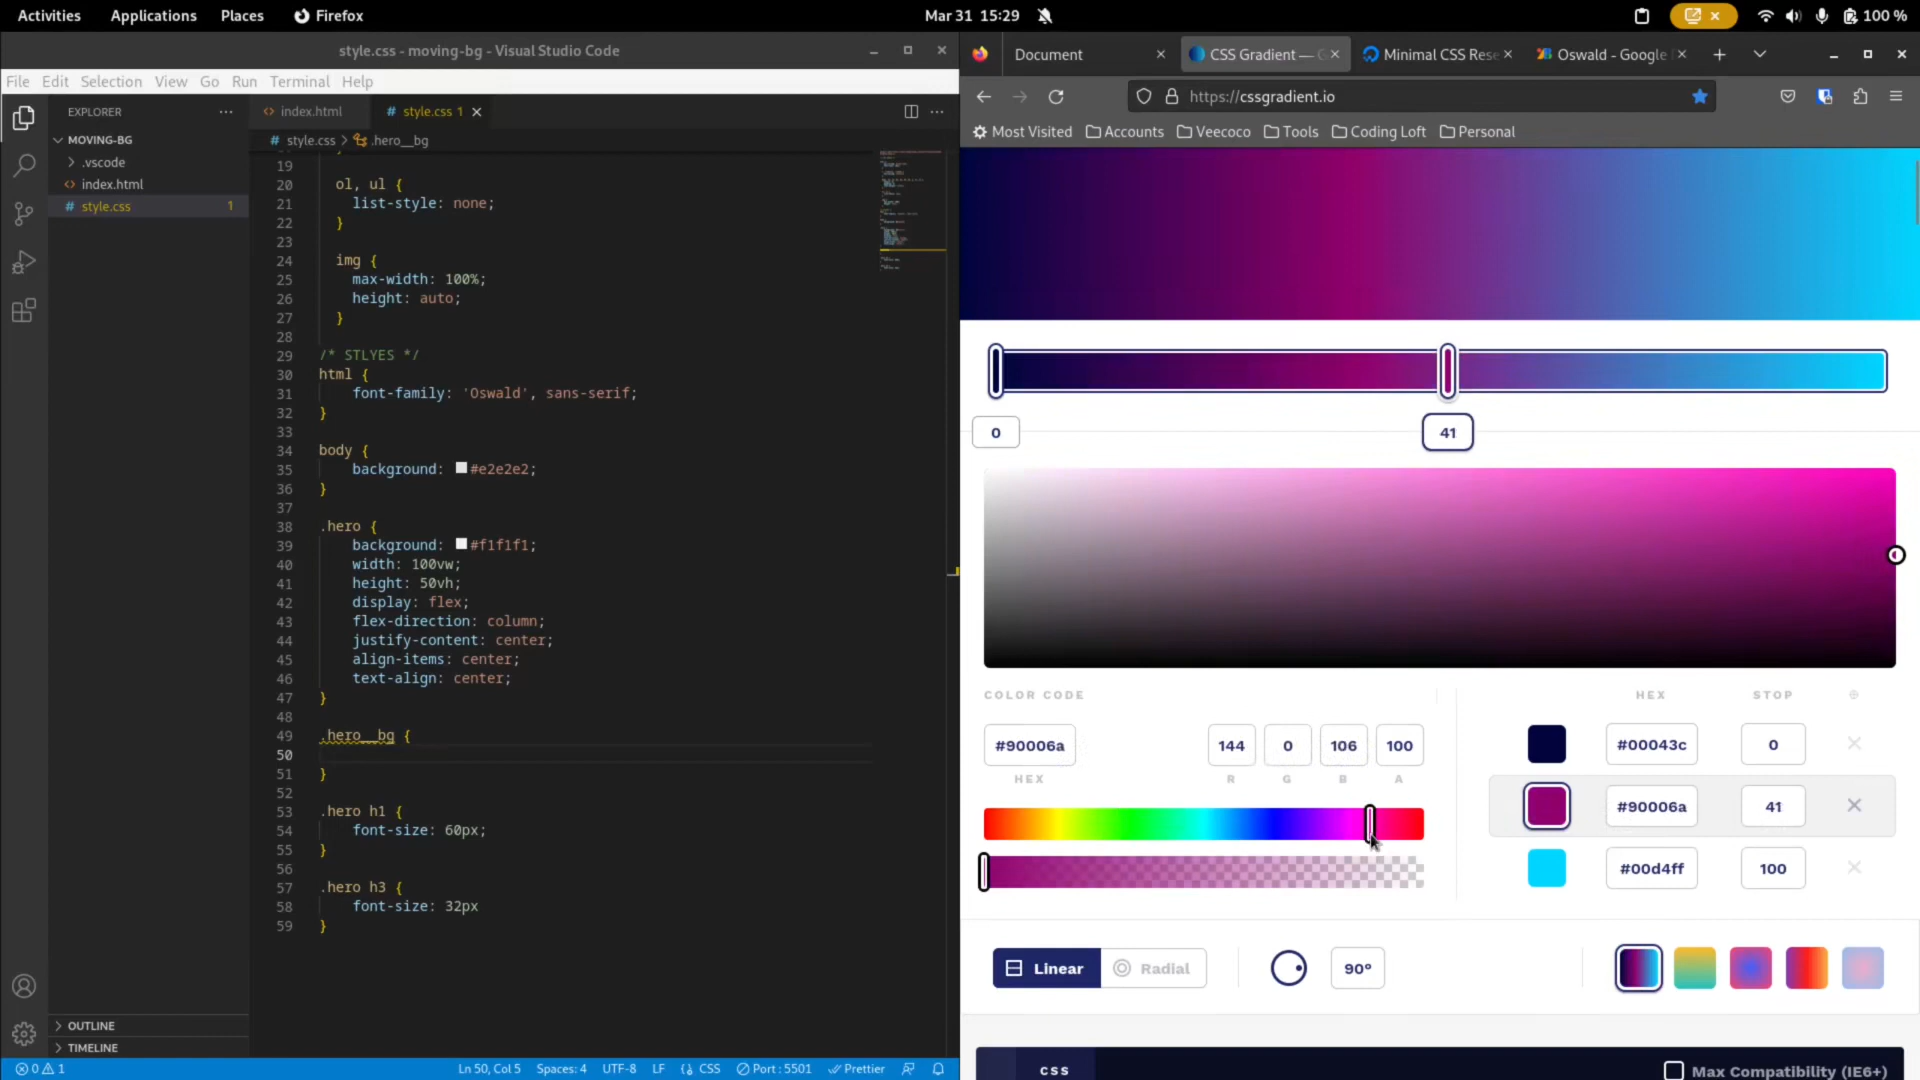 Activities Applications Places Firefox Mar 31 15:29 100 %
style.css - moving-bg - Visual Studio Code
File Edit Selection View Go Run Terminal Help
EXPLORER
MOVING-BG
.vscode
index.html
style.css 1
OUTLINE
TIMELINE
index.html style.css 1
style.css > .hero__bg
19
20 ol, ul {
21 list-style: none;
22 }
23
24 img {
25 max-width: 100%;
26 height: auto;
27 }
28
29 /* STLYES */
30 html {
31 font-family: 'Oswald', sans-serif;
32 }
33
34 body {
35 background: #e2e2e2;
36 }
37
38 .hero {
39 background: #f1f1f1;
40 width: 100vw;
41 height: 50vh;
42 display: flex;
43 flex-direction: column;
44 justify-content: center;
45 align-items: center;
46 text-align: center;
47 }
48
49 .hero__bg {
50
51 }
52
53 .hero h1 {
54 font-size: 60px;
55 }
56
57 .hero h3 {
58 font-size: 32px
59 }
0 1 Ln 50, Col 5 Spaces: 4 UTF-8 LF CSS Port : 5501 Prettier
Document CSS Gradient — G Minimal CSS Rese Oswald - Google
https://cssgradient.io
Most Visited Accounts Veecoco Tools Coding Loft Personal
0 41
COLOR CODE
#90006a 144 0 106 100
HEX R G B A
HEX STOP
#00043c 0
#90006a 41
#00d4ff 100
Linear Radial 90°
CSS Max Compatibility (IE6+)